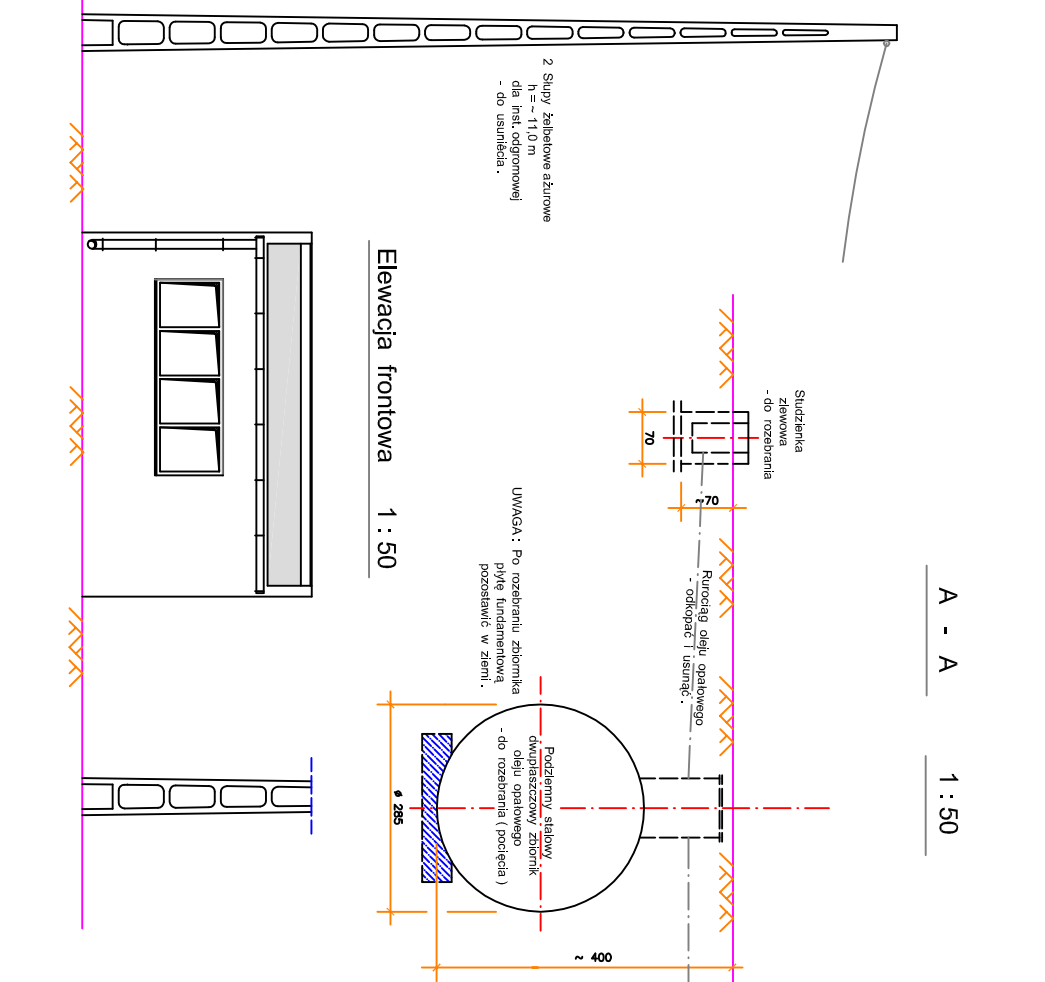 A - A 1 : 50
Studzienka
zlewowa
- do rozebrania
70
~70
Rurociąg oleju opałowego
- odkopać i usunąć .
Podziemny stalowy
dwupłaszczowy zbiornik
oleju opałowego
- do rozebrania ( pocięcia )
ø 285
~ 400
UWAGA : Po rozebraniu zbiornika
płytę fundamentową
pozostawić w ziemi .
2 Słupy żelbetowe ażurowe
h = ~ 11,0 m
dla inst. odgromowej
- do usunięcia .
Elewacja frontowa 1 : 50